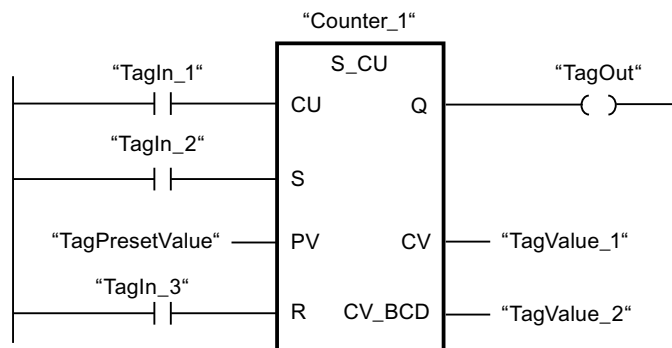 “Counter_1“
S_CU
“TagIn_1“
“TagOut“
CU Q
“TagIn_2“
S
“TagPresetValue“ PV CV “TagValue_1“
“TagIn_3“
R CV_BCD “TagValue_2“